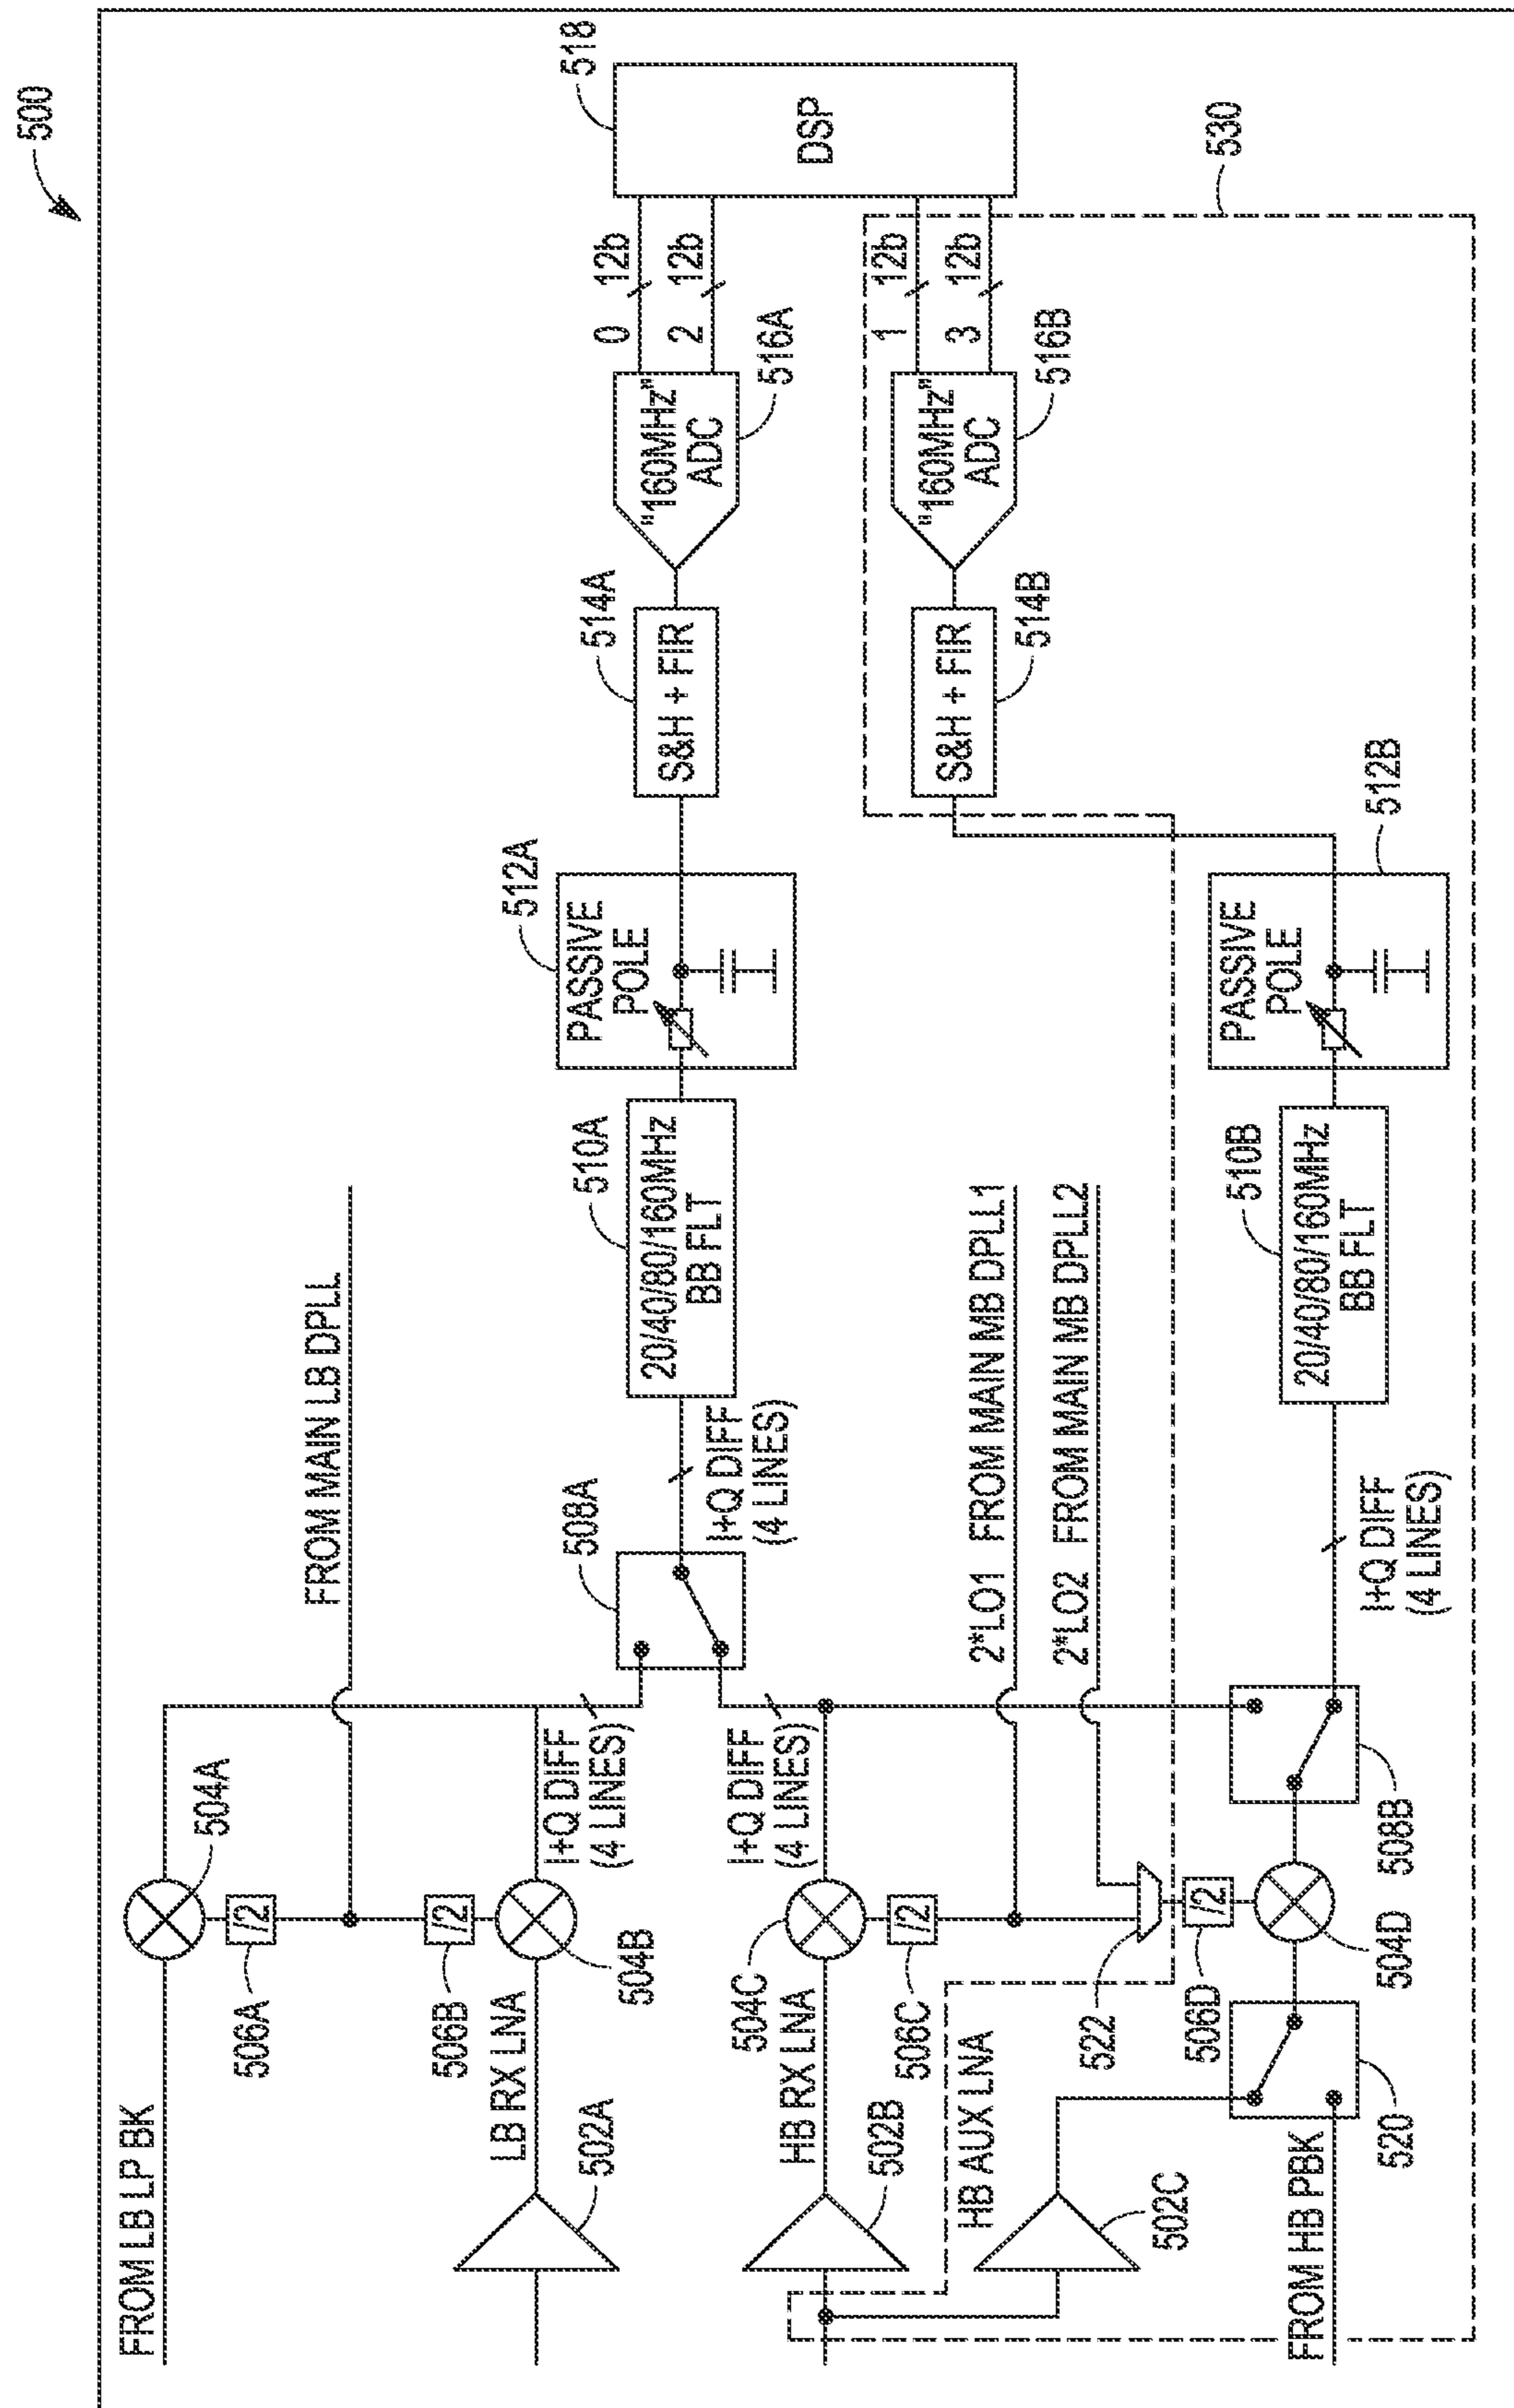 500
FROM LB LP BK
504A
506A
/2
FROM MAIN LB DPLL
/2
506B
LB RX LNA
502A
504B
I+Q DIFF
(4 LINES)
508A
I+Q DIFF
(4 LINES)
510A
20/40/80/160MHz
BB FLT
512A
PASSIVE
POLE
514A
S&H + FIR
"160MHz"
ADC
516A
0
12b
2
12b
518
DSP
I+Q DIFF
(4 LINES)
504C
HB RX LNA
502B
/2
506C
2*LO1 FROM MAIN MB DPLL1
2*LO2 FROM MAIN MB DPLL2
HB AUX LNA
502C
522
/2
506D
504D
508B
520
FROM HB PBK
I+Q DIFF
(4 LINES)
510B
20/40/80/160MHz
BB FLT
PASSIVE
POLE
512B
S&H + FIR
514B
"160MHz"
ADC
516B
1
12b
3
12b
530